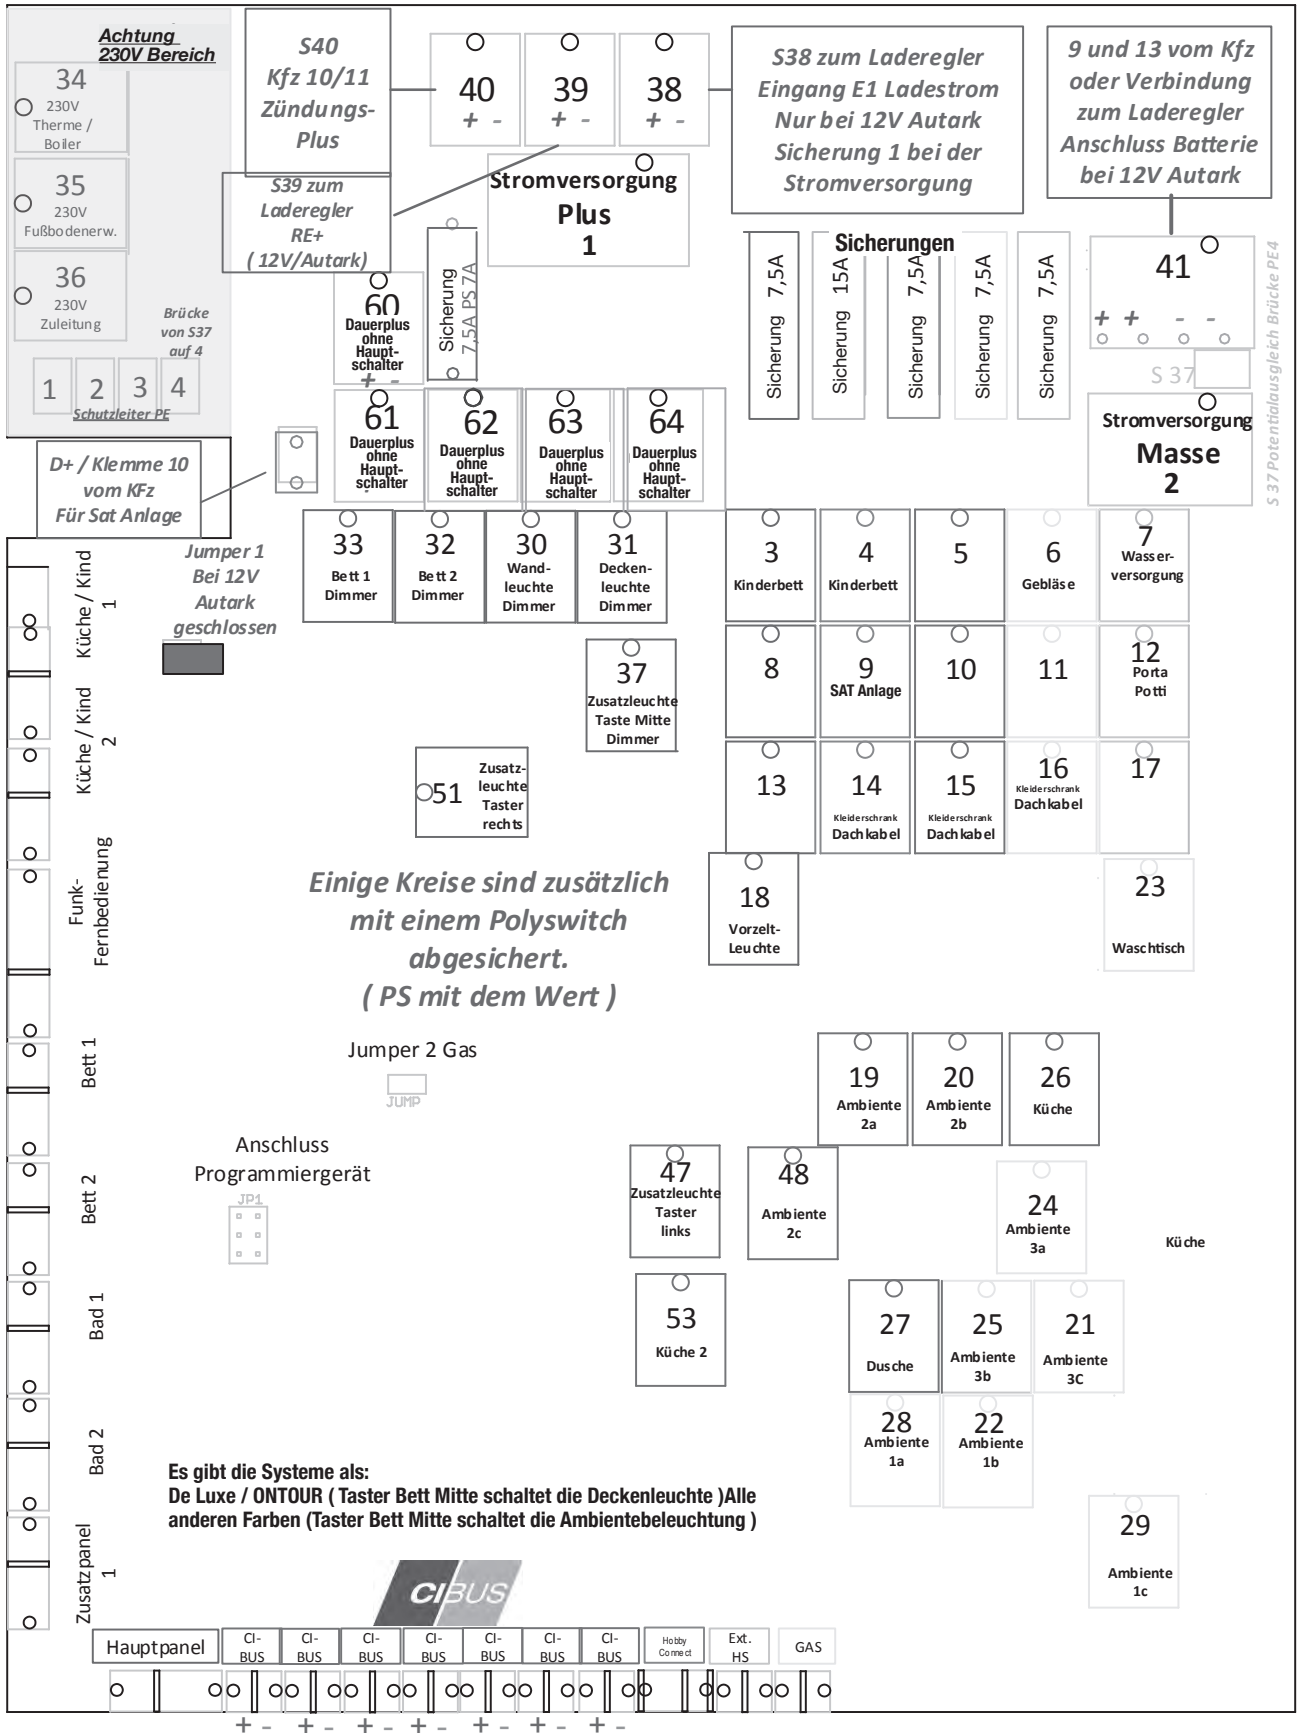 Achtung
230V Bereich
34
230V
Therme /
Boiler
35
230V
Fußbodenerw.
36
230V
Zuleitung
Brücke
von S37
auf 4
1 2 3 4
Schutzleiter PE
S40
Kfz 10/11
Zündungs-
Plus
40
+ -
39
+ -
38
+ -
S38 zum Laderegler
Eingang E1 Ladestrom
Nur bei 12V Autark
Sicherung 1 bei der
Stromversorgung
9 und 13 vom Kfz
oder Verbindung
zum Laderegler
Anschluss Batterie
bei 12V Autark
S39 zum
Laderegler
RE+
( 12V/Autark)
Stromversorgung
Plus
1
Sicherung
7,5A PS 7A
Sicherungen
Sicherung 7,5A
Sicherung 15A
Sicherung 7,5A
Sicherung 7,5A
Sicherung 7,5A
41
+ + - -
S 37
S 37 Potentialausgleich Brücke PE4
Stromversorgung
Masse
2
60
Dauerplus
ohne
Haupt-
schalter
+ -
61
Dauerplus
ohne
Haupt-
schalter
62
Dauerplus
ohne
Haupt-
schalter
63
Dauerplus
ohne
Haupt-
schalter
64
Dauerplus
ohne
Haupt-
schalter
D+ / Klemme 10
vom KFz
Für Sat Anlage
Jumper 1
Bei 12V
Autark
geschlossen
33
Bett 1
Dimmer
32
Bett 2
Dimmer
30
Wand-
leuchte
Dimmer
31
Decken-
leuchte
Dimmer
3
Kinderbett
4
Kinderbett
5
6
Gebläse
7
Wasser-
versorgung
37
Zusatzleuchte
Taste Mitte
Dimmer
8
9
SAT Anlage
10
11
12
Porta
Potti
51
Zusatz-
leuchte
Taster
rechts
13
14
Kleiderschrank
Dachkabel
15
Kleiderschrank
Dachkabel
16
Kleiderschrank
Dachkabel
17
18
Vorzelt-
Leuchte
23
Waschtisch
Einige Kreise sind zusätzlich
mit einem Polyswitch
abgesichert.
( PS mit dem Wert )
Jumper 2 Gas
JUMP
Anschluss
Programmiergerät
JP1
19
Ambiente
2a
20
Ambiente
2b
26
Küche
47
Zusatzleuchte
Taster
links
48
Ambiente
2c
24
Ambiente
3a
Küche
53
Küche 2
27
Dusche
25
Ambiente
3b
21
Ambiente
3C
28
Ambiente
1a
22
Ambiente
1b
29
Ambiente
1c
Küche / Kind
1
Küche / Kind
2
Funk-
Fernbedienung
Bett 1
Bett 2
Bad 1
Bad 2
Zusatzpanel
1
Es gibt die Systeme als:
De Luxe / ONTOUR ( Taster Bett Mitte schaltet die Deckenleuchte )Alle
anderen Farben (Taster Bett Mitte schaltet die Ambientebeleuchtung )
CIBUS
Hauptpanel
CI-
BUS
CI-
BUS
CI-
BUS
CI-
BUS
CI-
BUS
CI-
BUS
CI-
BUS
Hobby
Connect
Ext.
HS
GAS
+ - + - + - + - + - + - + -